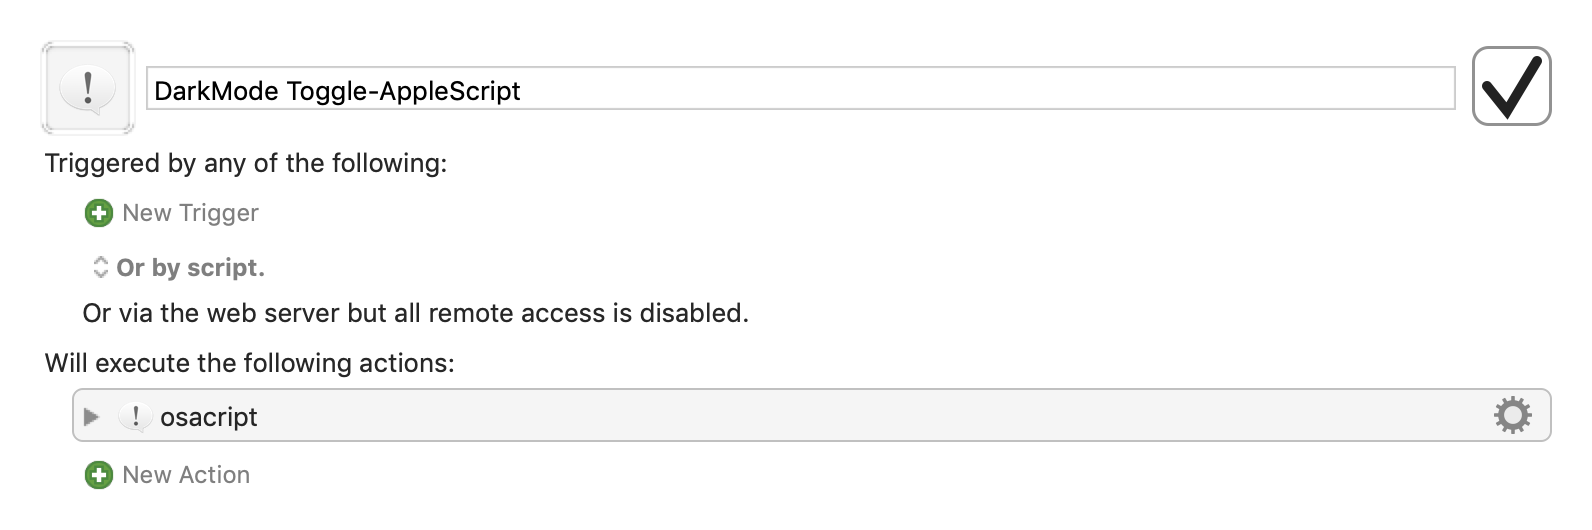 DarkMode Toggle-AppleScript
Triggered by any of the following:
New Trigger
Or by script.
Or via the web server but all remote access is disabled.
Will execute the following actions:
osacript
New Action